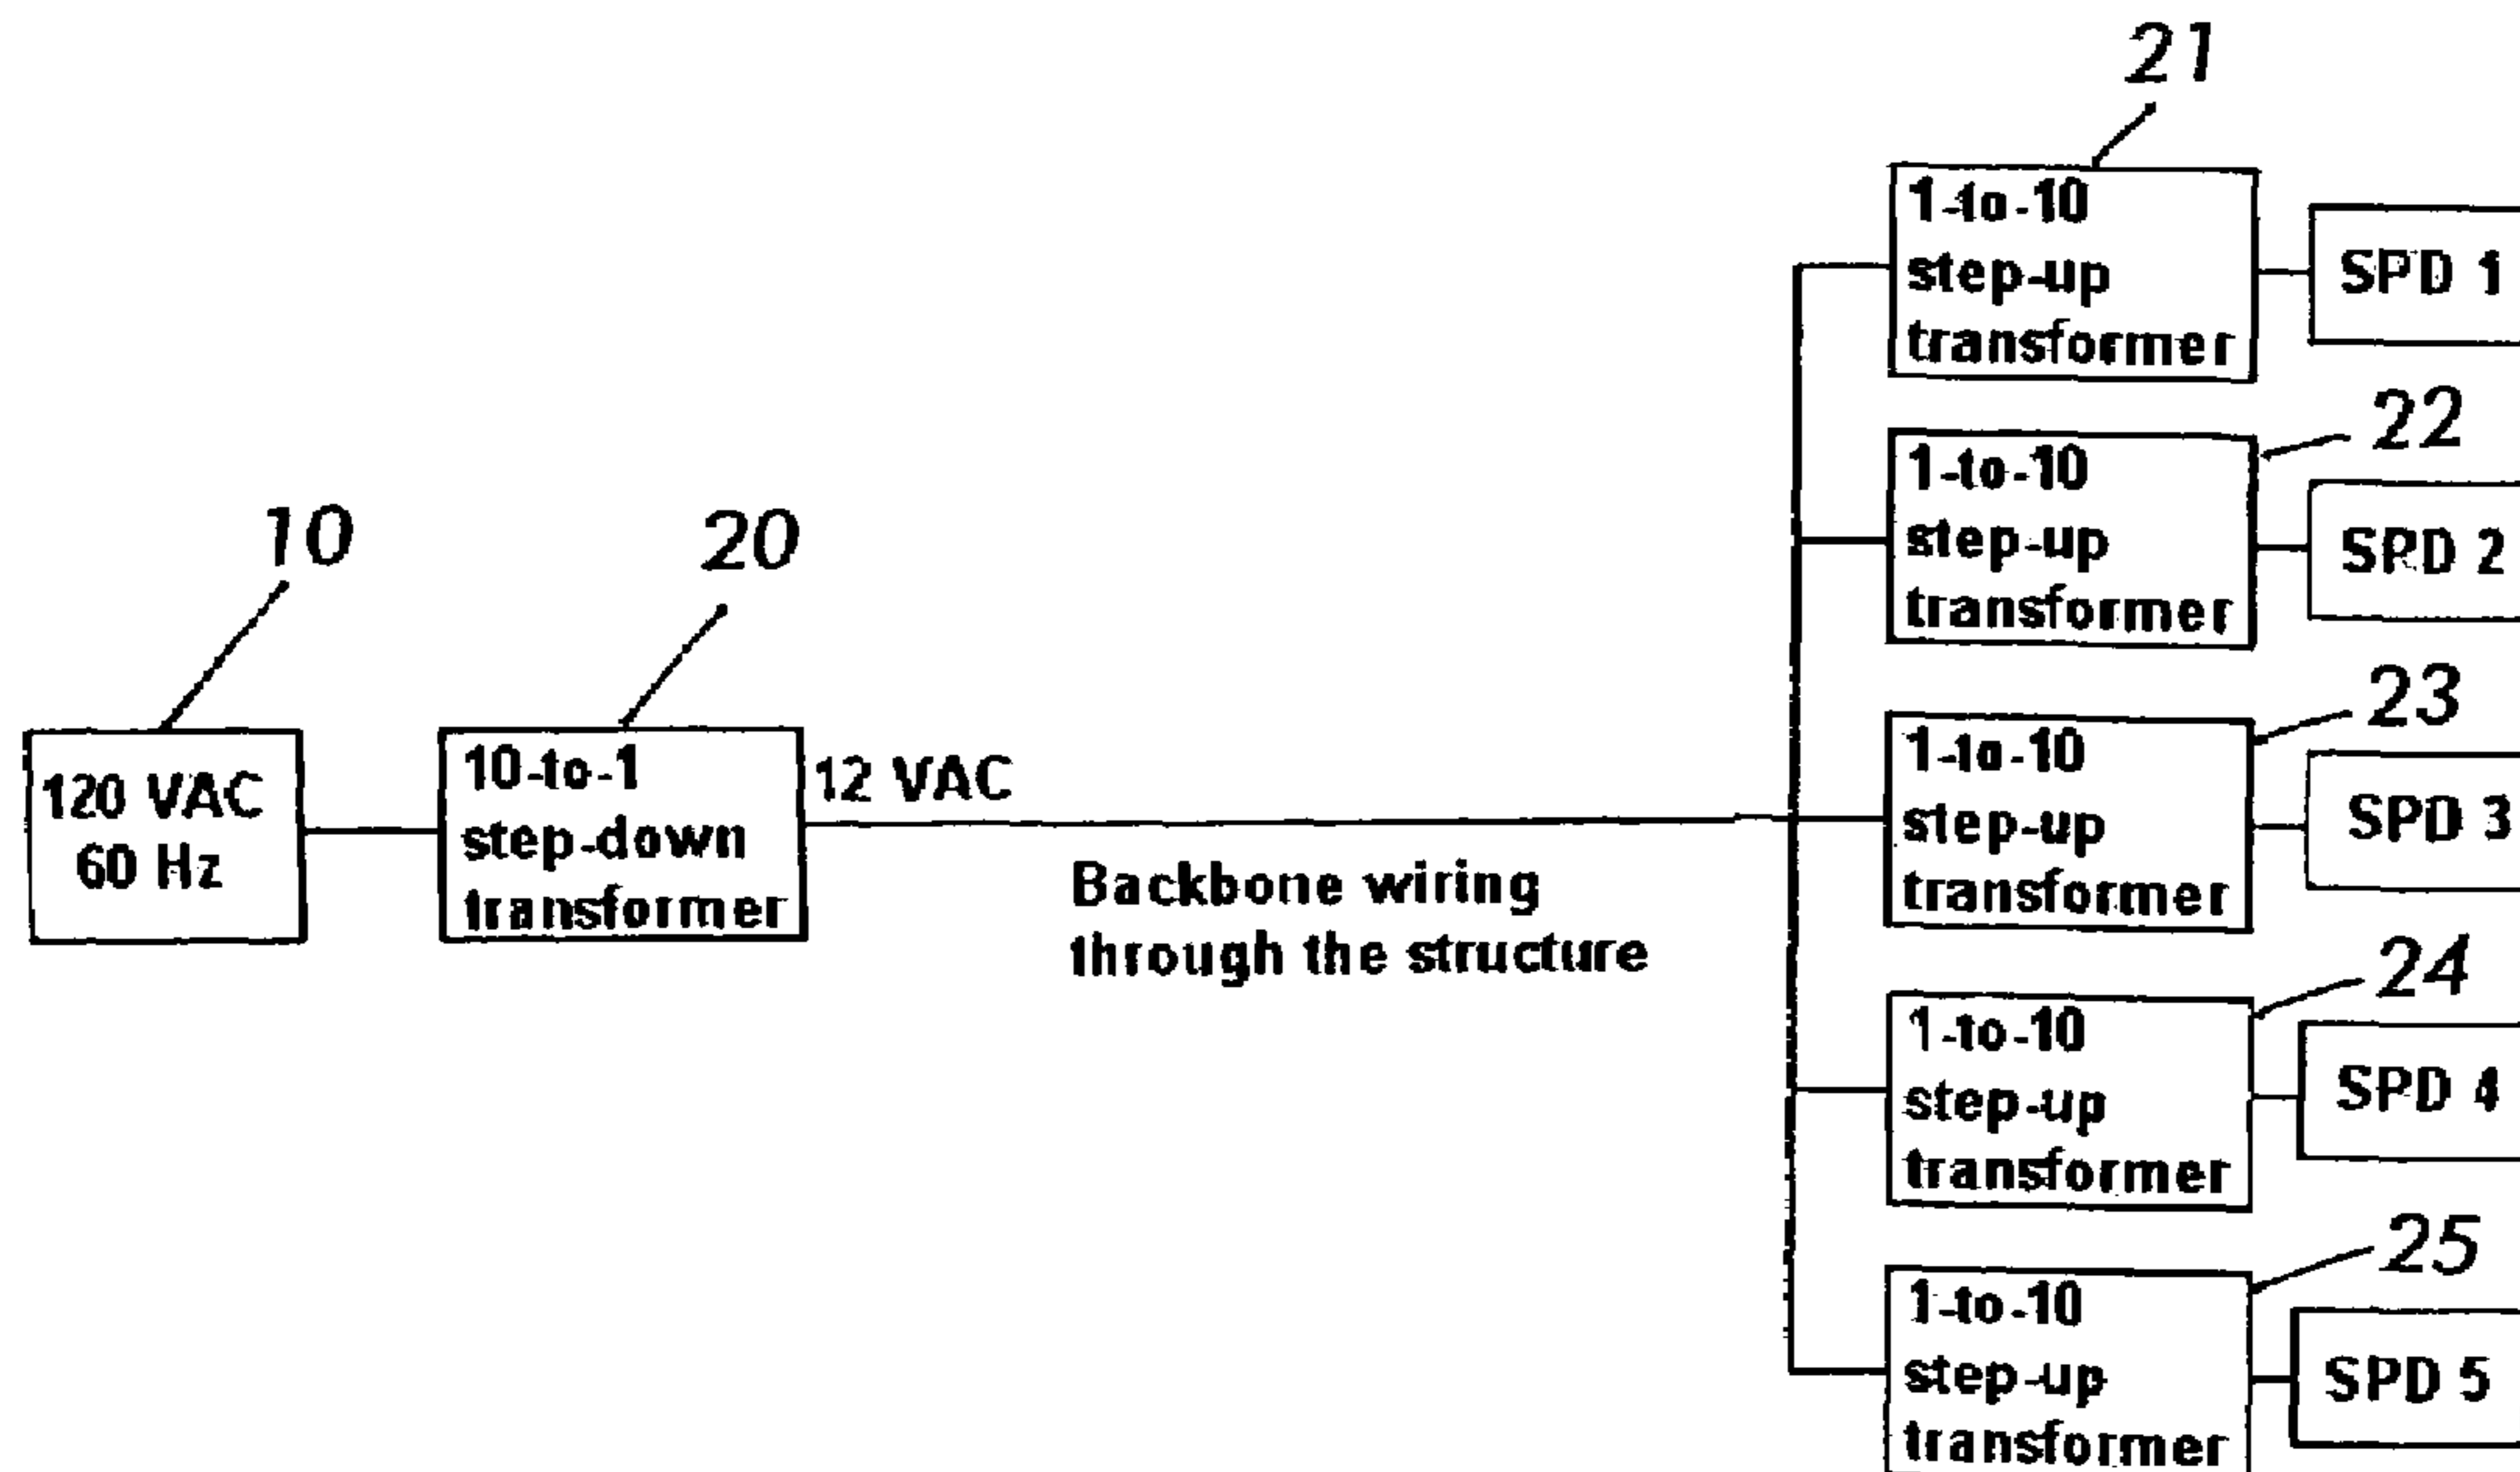 21
1-to-10
step-up
transformer
SPD 1
22
1-to-10
step-up
transformer
SPD 2
10
20
23
120 VAC
60 Hz
10-to-1
step-down
transformer
12 VAC
Backbone wiring
through the structure
1-to-10
step-up
transformer
SPD 3
24
1-to-10
step-up
transformer
SPD 4
25
1-to-10
step-up
transformer
SPD 5